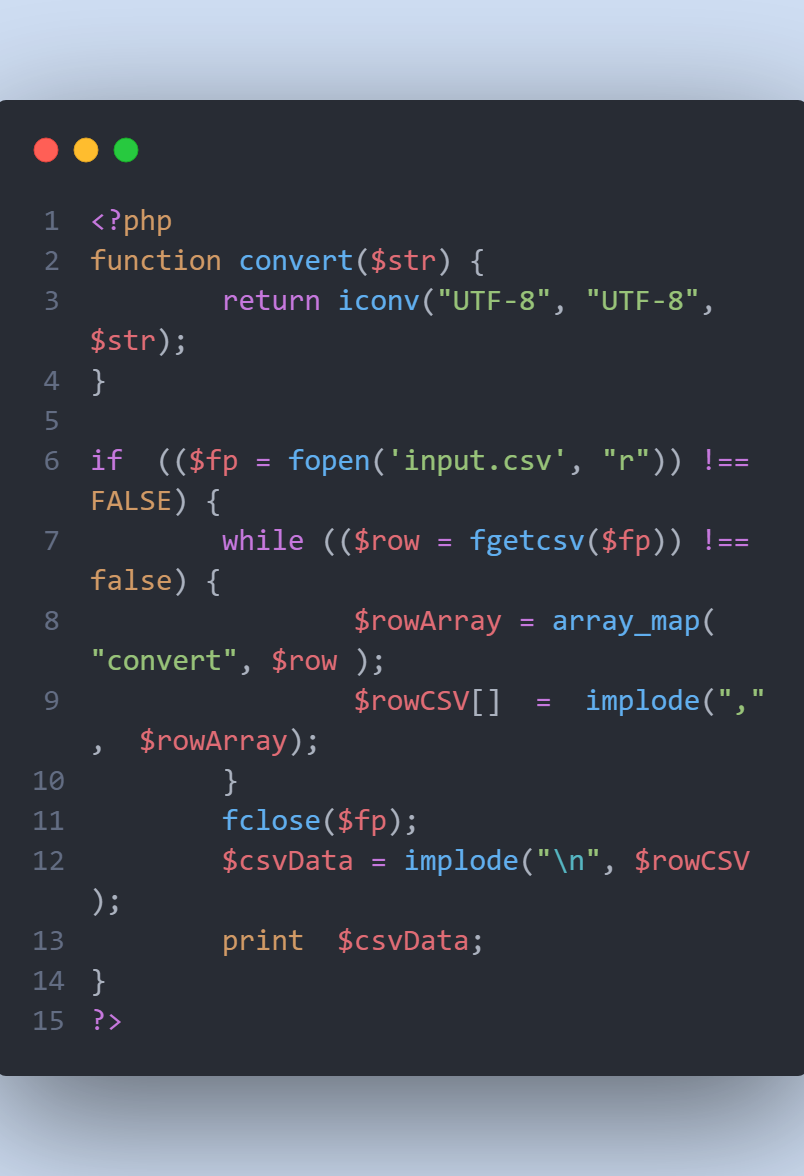 1 <?php
2 function convert($str) {
3         return iconv("UTF-8", "UTF-8",
$str);
4 }
5
6 if  (($fp = fopen('input.csv', "r")) !==
FALSE) {
7         while (($row = fgetcsv($fp)) !==
false) {
8                 $rowArray = array_map(
"convert", $row );
9                 $rowCSV[]  =  implode(","
,  $rowArray);
10         }
11         fclose($fp);
12         $csvData = implode("\n", $rowCSV
);
13         print  $csvData;
14 }
15 ?>